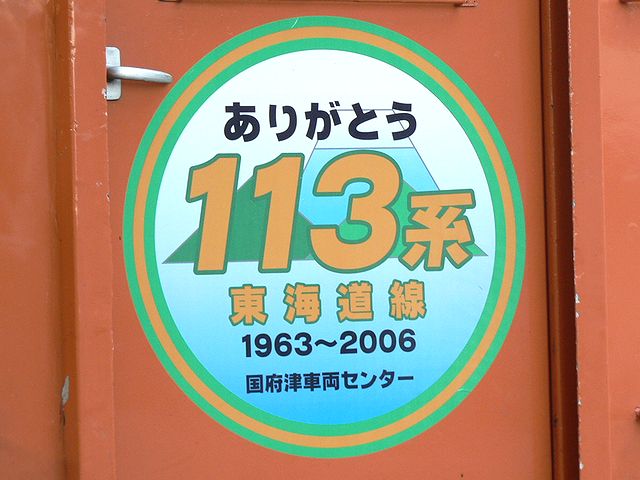 ありがとう
113系
東海道線
1963～2006
国府津車両センター